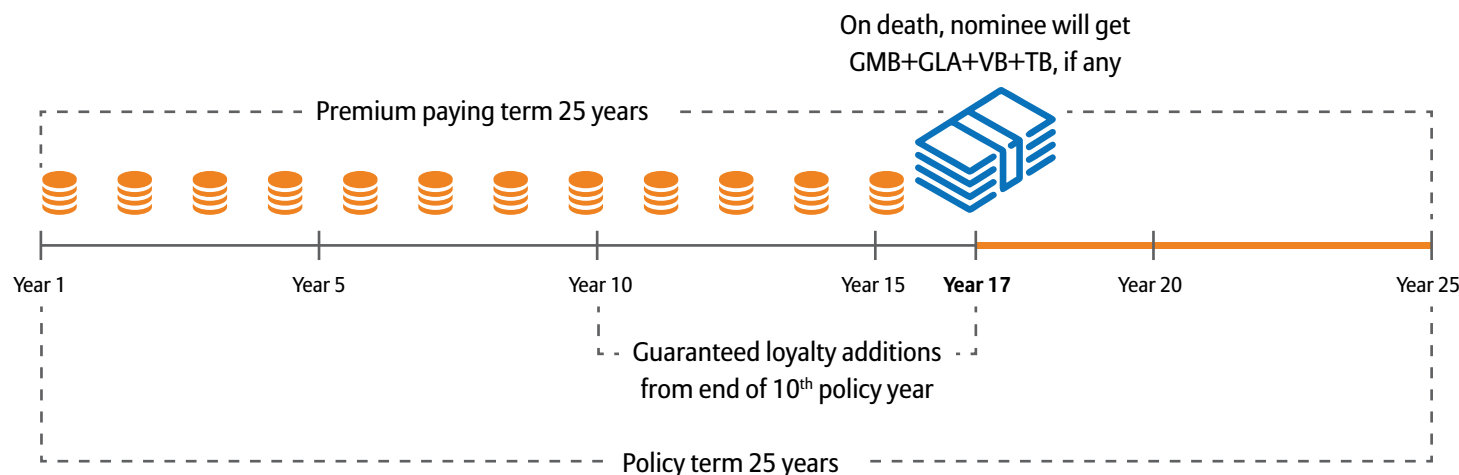 On death, nominee will get
GMB+GLA+VB+TB, if any
Premium paying term 25 years
Year 1
Year 5
Year 10
Year 15
Year 17
Year 20
Year 25
Guaranteed loyalty additions
from end of 10th policy year
Policy term 25 years